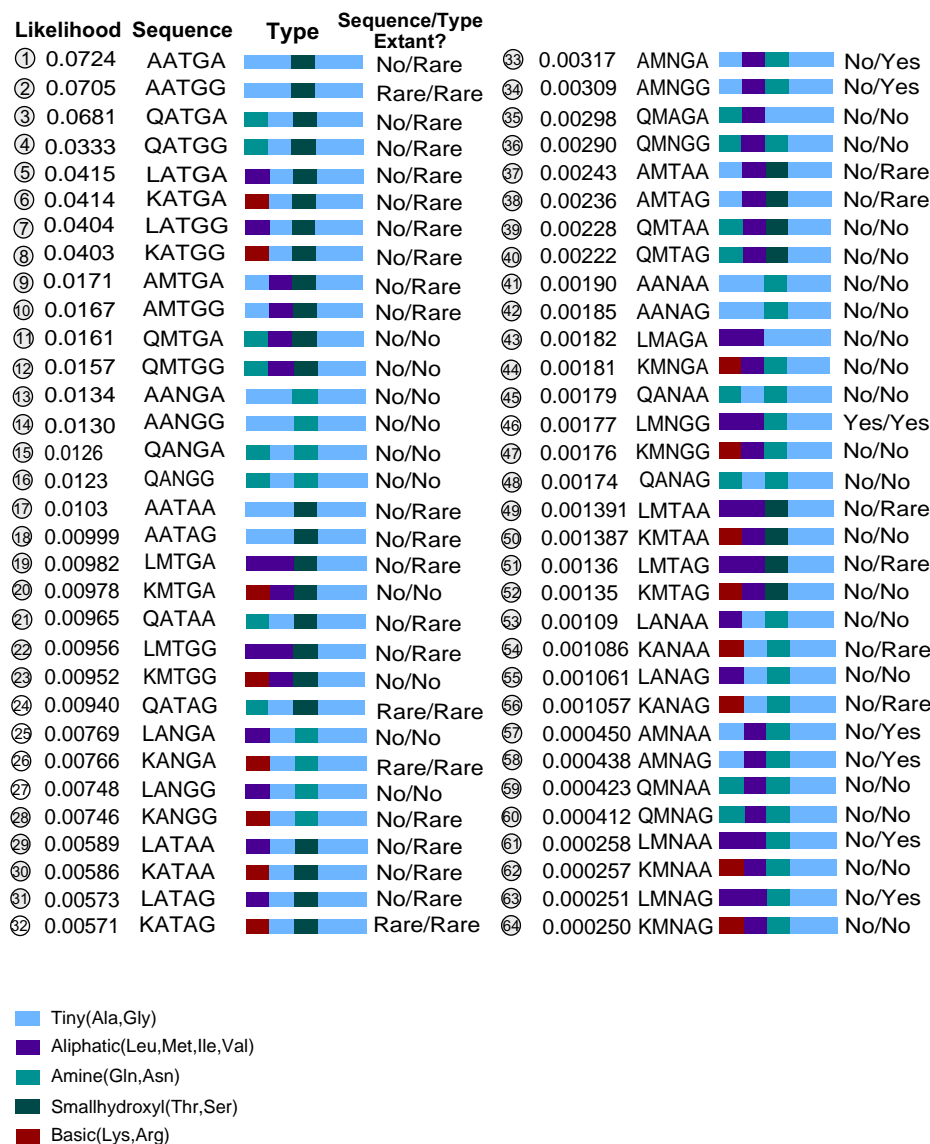 Likelihood Sequence Type Sequence/Type Extant?
1 0.0724 AATGA No/Rare
2 0.0705 AATGG Rare/Rare
3 0.0681 QATGA No/Rare
4 0.0333 QATGG No/Rare
5 0.0415 LATGA No/Rare
6 0.0414 KATGA No/Rare
7 0.0404 LATGG No/Rare
8 0.0403 KATGG No/Rare
9 0.0171 AMTGA No/Rare
10 0.0167 AMTGG No/Rare
11 0.0161 QMTGA No/No
12 0.0157 QMTGG No/No
13 0.0134 AANGA No/No
14 0.0130 AANGG No/No
15 0.0126 QANGA No/No
16 0.0123 QANGG No/No
17 0.0103 AATAA No/Rare
18 0.00999 AATAG No/Rare
19 0.00982 LMTGA No/Rare
20 0.00978 KMTGA No/No
21 0.00965 QATAA No/Rare
22 0.00956 LMTGG No/Rare
23 0.00952 KMTGG No/No
24 0.00940 QATAG Rare/Rare
25 0.00769 LANGA No/No
26 0.00766 KANGA Rare/Rare
27 0.00748 LANGG No/No
28 0.00746 KANGG No/Rare
29 0.00589 LATAA No/Rare
30 0.00586 KATAA No/Rare
31 0.00573 LATAG No/Rare
32 0.00571 KATAG Rare/Rare
33 0.00317 AMNGA No/Yes
34 0.00309 AMNGG No/Yes
35 0.00298 QMAGA No/No
36 0.00290 QMNGG No/No
37 0.00243 AMTAA No/Rare
38 0.00236 AMTAG No/Rare
39 0.00228 QMTAA No/No
40 0.00222 QMTAG No/No
41 0.00190 AANAA No/No
42 0.00185 AANAG No/No
43 0.00182 LMAGA No/No
44 0.00181 KMNGA No/No
45 0.00179 QANAA No/No
46 0.00177 LMNGG Yes/Yes
47 0.00176 KMNGG No/No
48 0.00174 QANAG No/No
49 0.001391 LMTAA No/Rare
50 0.001387 KMTAA No/No
51 0.00136 LMTAG No/Rare
52 0.00135 KMTAG No/No
53 0.00109 LANAA No/No
54 0.001086 KANAA No/Rare
55 0.001061 LANAG No/No
56 0.001057 KANAG No/Rare
57 0.000450 AMNAA No/Yes
58 0.000438 AMNAG No/Yes
59 0.000423 QMNAA No/No
60 0.000412 QMNAG No/No
61 0.000258 LMNAA No/Yes
62 0.000257 KMNAA No/No
63 0.000251 LMNAG No/Yes
64 0.000250 KMNAG No/No
Tiny(Ala,Gly)
Aliphatic(Leu,Met,Ile,Val)
Amine(Gln,Asn)
Smallhydroxyl(Thr,Ser)
Basic(Lys,Arg)